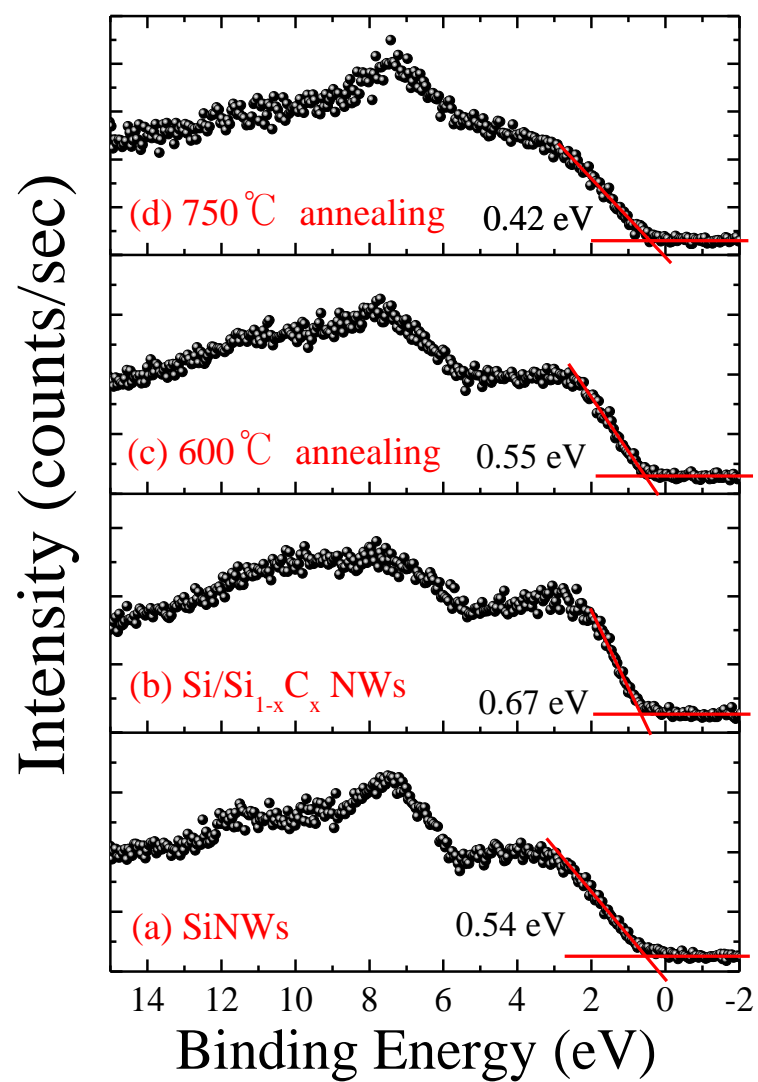 Intensity (counts/sec)
(d) 750℃ annealing
0.42 eV
(c) 600℃ annealing
0.55 eV
(b) Si/Si1-xCx NWs
0.67 eV
(a) SiNWs
0.54 eV
14 12 10 8 6 4 2 0 -2
Binding Energy (eV)